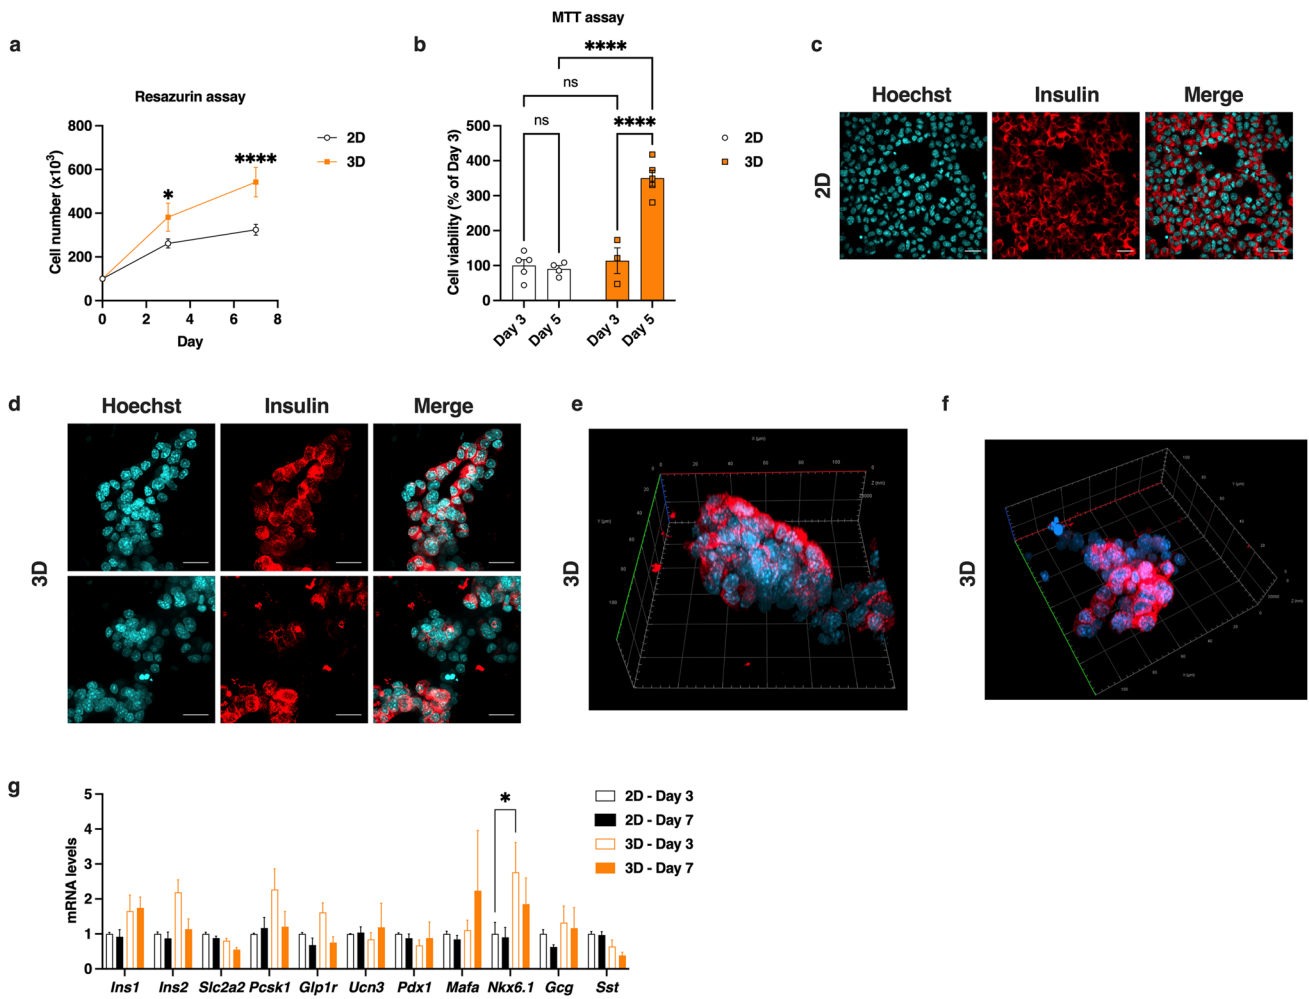 a
Resazurin assay
Cell number (x10³)
800
600
400
200
0
0 2 4 6 8
Day
2D
3D
*
****
b
MTT assay
****
ns
ns
****
Cell viability (% of Day 3)
500
400
300
200
100
0
Day 3 Day 5 Day 3 Day 5
2D
3D
c
Hoechst Insulin Merge
2D
d
Hoechst Insulin Merge
3D
e
3D
f
3D
g
mRNA levels
5
4
3
2
1
0
*
2D - Day 3
2D - Day 7
3D - Day 3
3D - Day 7
Ins1 Ins2 Slc2a2 Pcsk1 Glp1r Ucn3 Pdx1 Mafa Nkx6.1 Gcg Sst